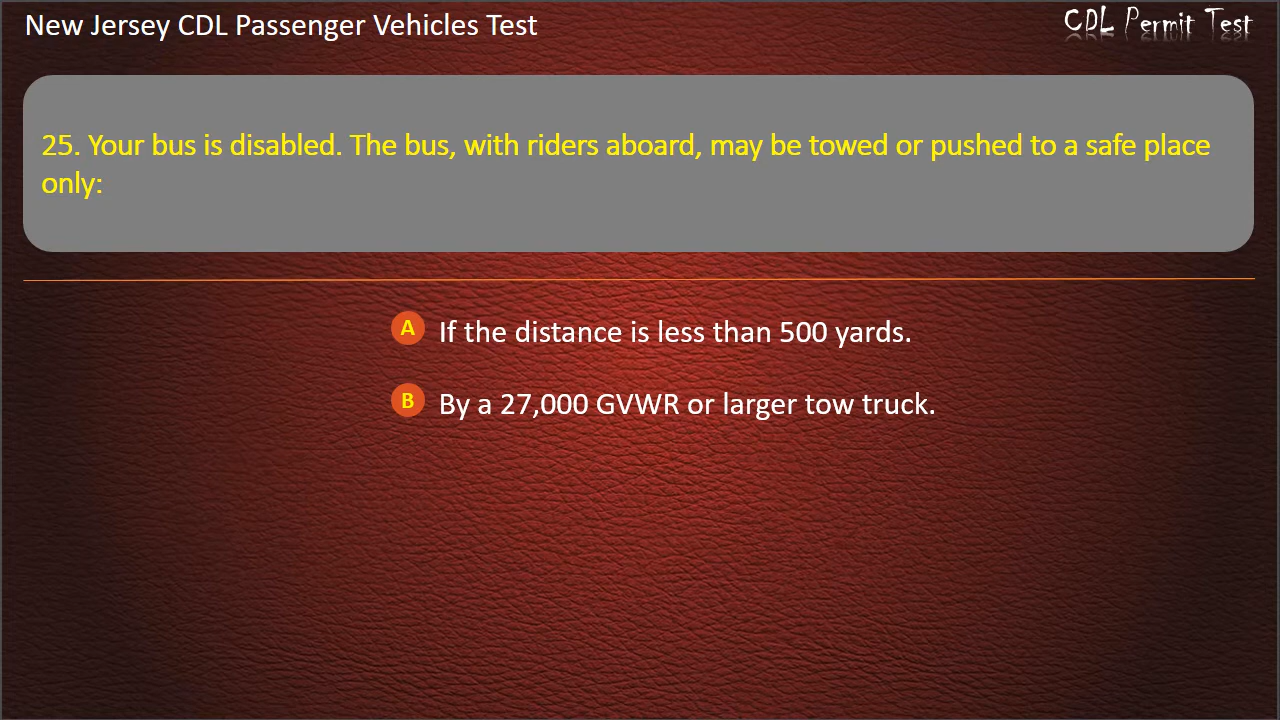 New Jersey CDL Passenger Vehicles Test
CDL Permit Test
25. Your bus is disabled. The bus, with riders aboard, may be towed or pushed to a safe place
only:
A If the distance is less than 500 yards.
B By a 27,000 GVWR or larger tow truck.